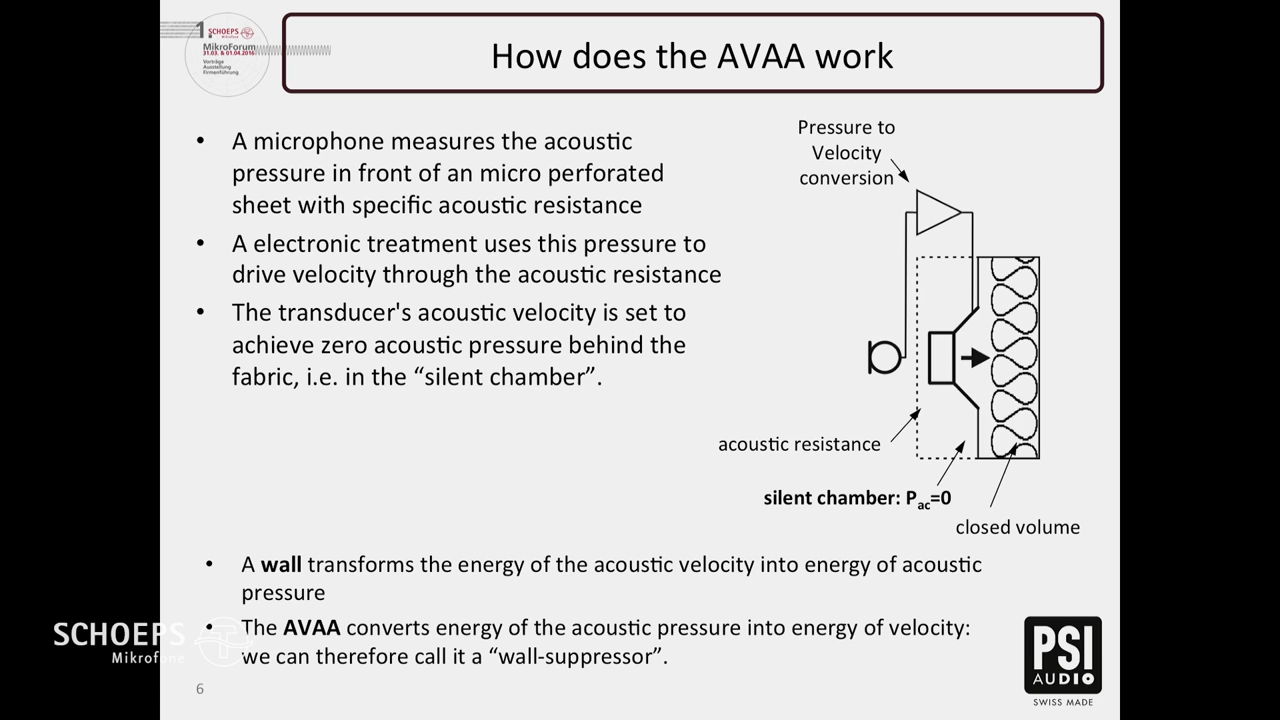 SCHOEPS
Mikrofone
MikroForum
31.03. & 01.04.2016
Vorträge
Ausstellung
Firmenführung
How does the AVAA work
• A microphone measures the acoustic
pressure in front of an micro perforated
sheet with specific acoustic resistance
• A electronic treatment uses this pressure to
drive velocity through the acoustic resistance
• The transducer's acoustic velocity is set to
achieve zero acoustic pressure behind the
fabric, i.e. in the “silent chamber”.
Pressure to
Velocity
conversion
acoustic resistance
silent chamber: Pac=0
closed volume
• A wall transforms the energy of the acoustic velocity into energy of acoustic
pressure
• The AVAA converts energy of the acoustic pressure into energy of velocity:
we can therefore call it a “wall-suppressor”.
SCHOEPS
Mikrofone
6
PSI
AUDIO
SWISS MADE